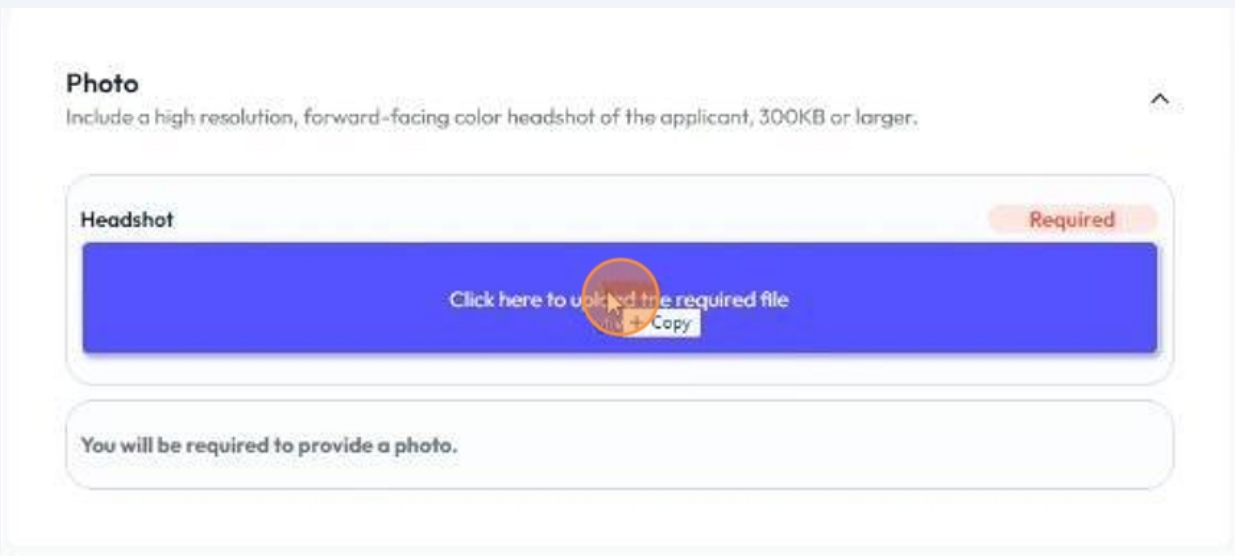 Photo
Include a high resolution, forward-facing color headshot of the applicant, 300KB or larger.
Headshot
Required
Click here to upload the required file
+ Copy
You will be required to provide a photo.